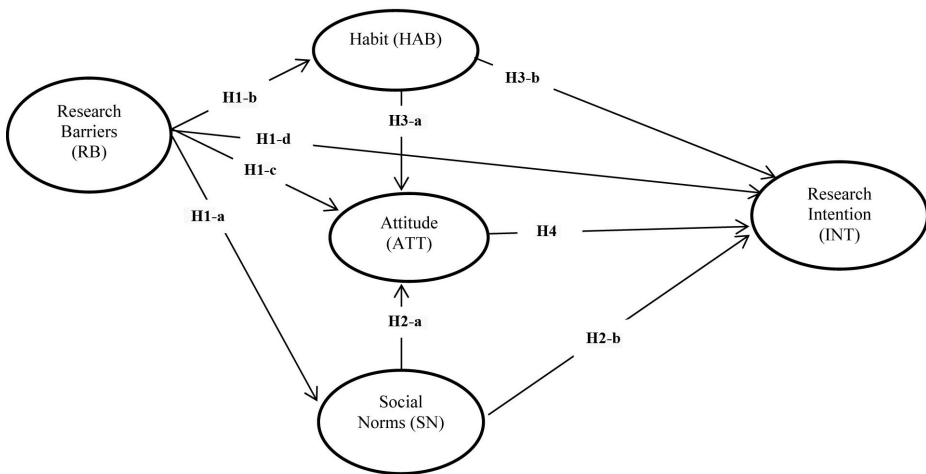 Habit (HAB)
H3-b
H1-b
Research
Barriers
(RB)
H3-a
H1-d
H1-c
Research
Intention
(INT)
H1-a
Attitude
(ATT)
H4
H2-a
H2-b
Social
Norms (SN)